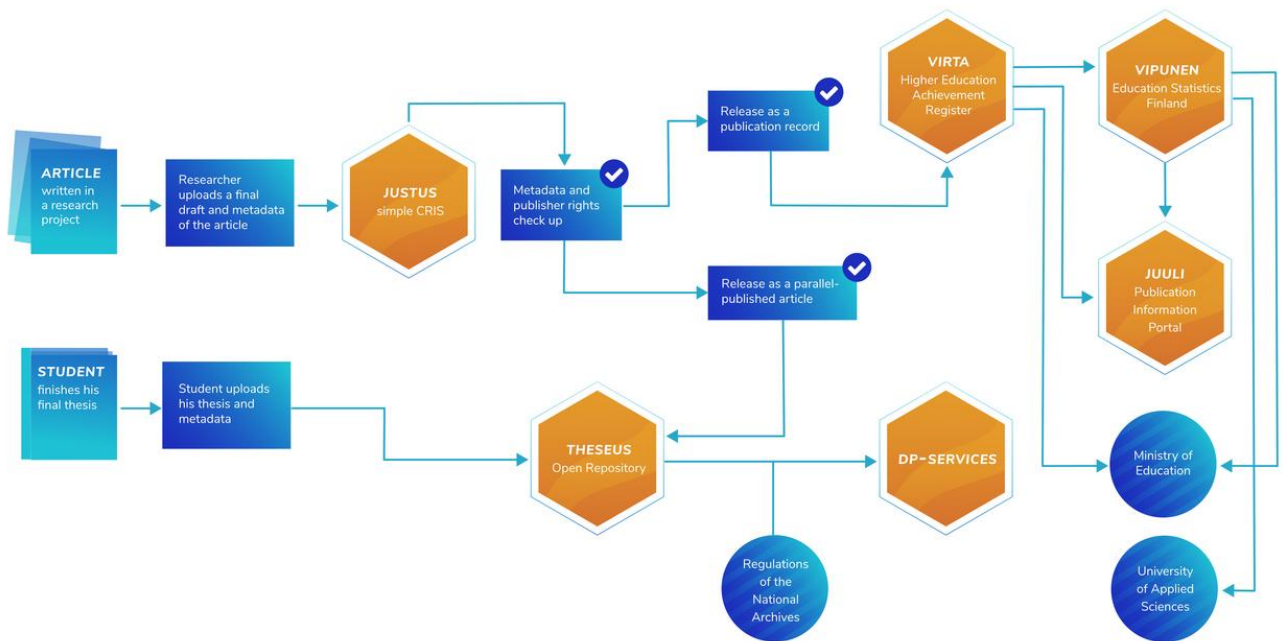 ARTICLE
written in
a research
project
Researcher
uploads a final
draft and metadata
of the article
JUSTUS
simple CRIS
Metadata and
publisher rights
check up
Release as a
publication record
VIRTA
Higher Education
Achievement
Register
VIPUNEN
Education Statistics
Finland
Release as a parallel-
published article
JUULI
Publication
Information
Portal
STUDENT
finishes his
final thesis
Student uploads
his thesis and
metadata
THESEUS
Open Repository
DP-SERVICES
Ministry of
Education
Regulations
of the
National
Archives
University
of Applied
Sciences